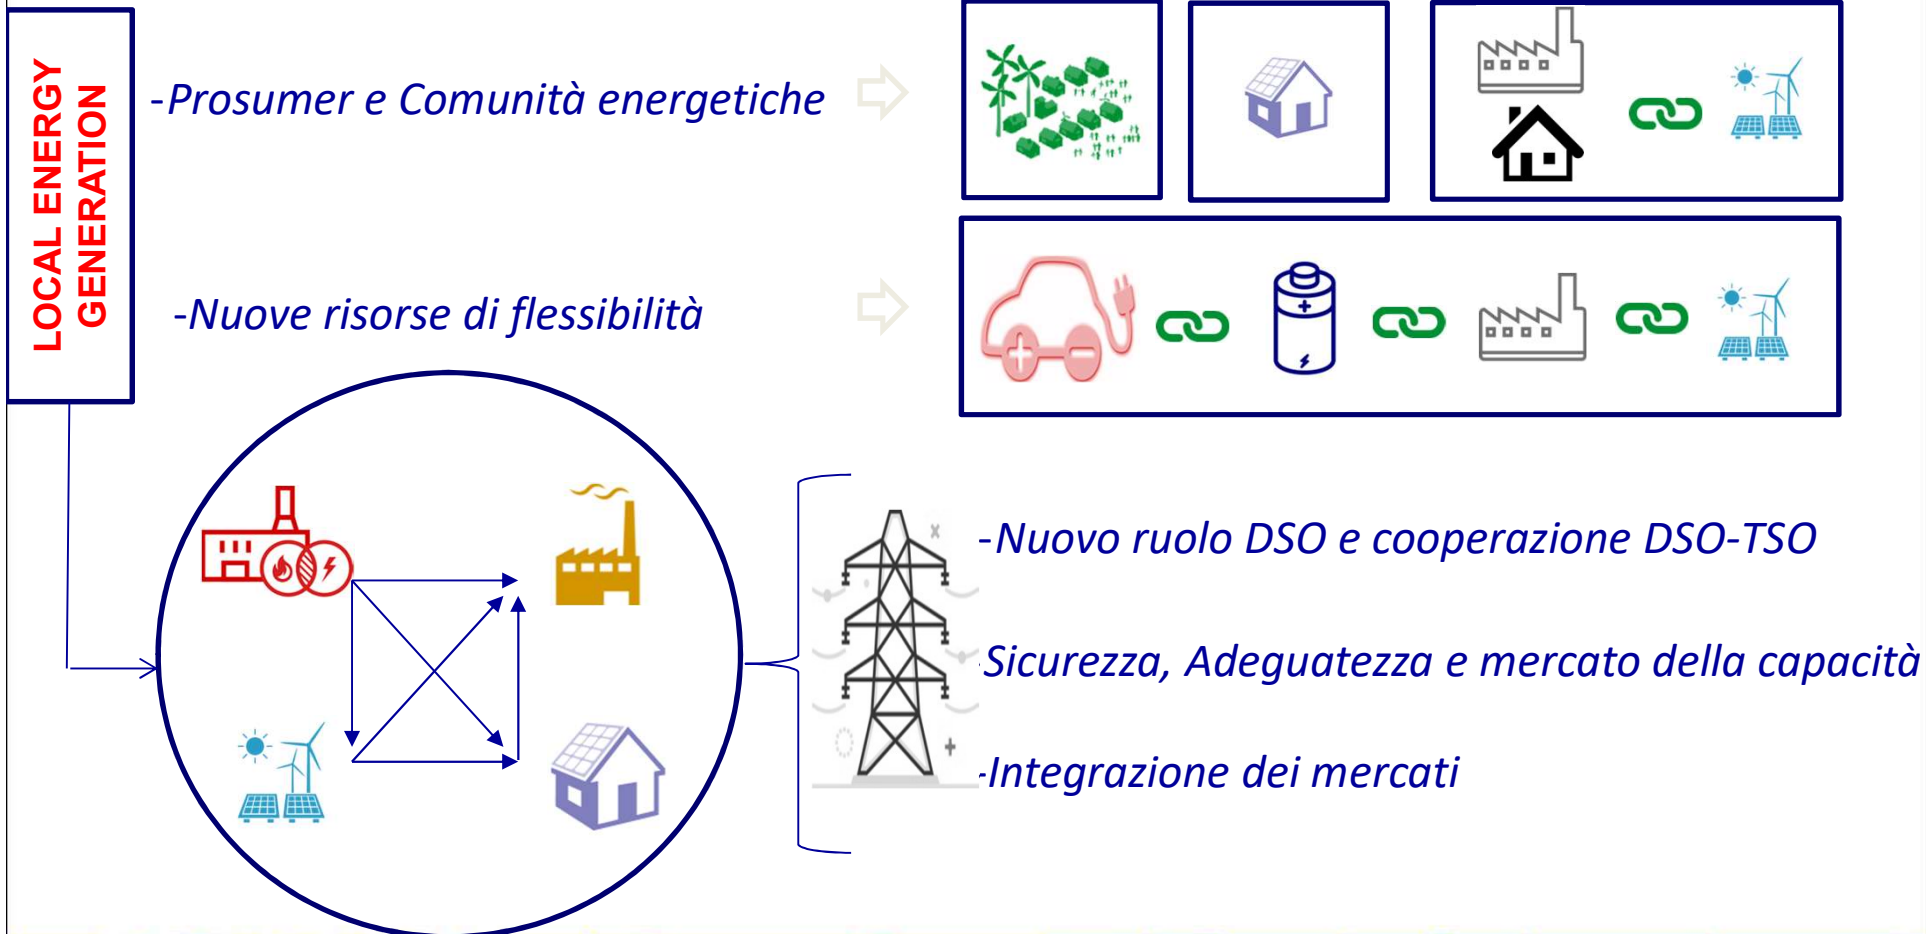 LOCAL ENERGY
GENERATION
-Prosumer e Comunità energetiche
-Nuove risorse di flessibilità
-Nuovo ruolo DSO e cooperazione DSO-TSO
-Sicurezza, Adeguatezza e mercato della capacità
-Integrazione dei mercati